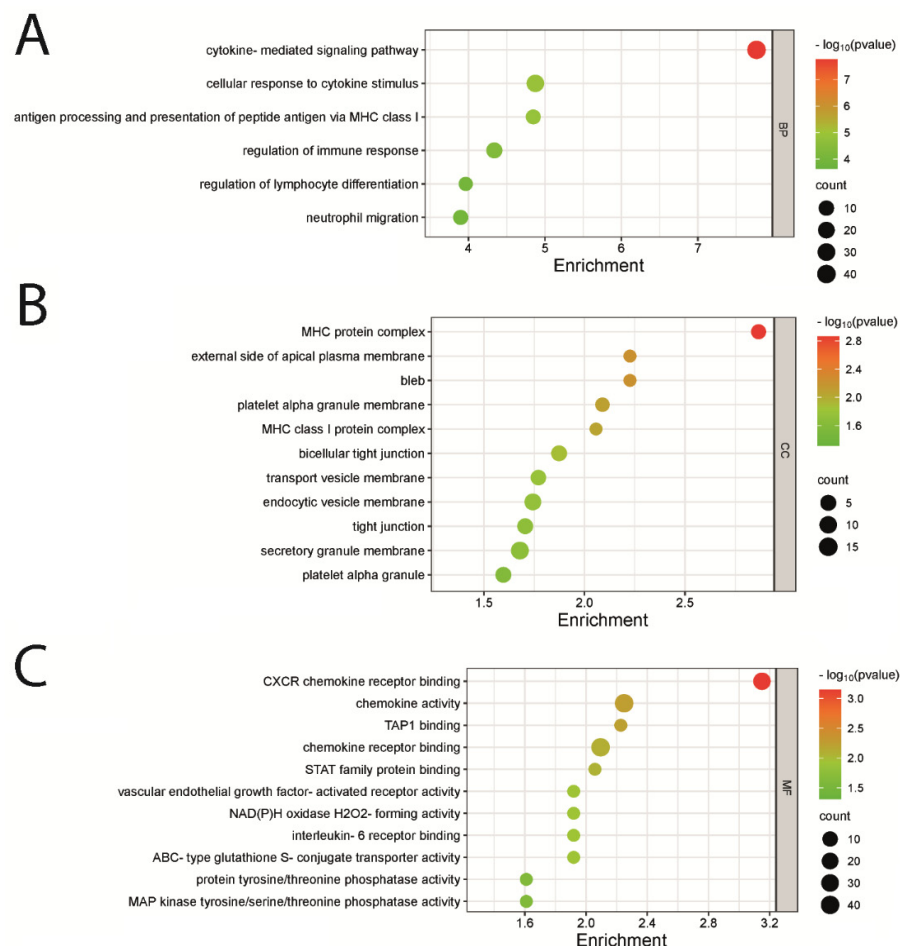 A
cytokine- mediated signaling pathway
cellular response to cytokine stimulus
antigen processing and presentation of peptide antigen via MHC class I
regulation of immune response
regulation of lymphocyte differentiation
neutrophil migration
4 5 6 7
Enrichment
BP
- log10(pvalue)
7
6
5
4
count
10
20
30
40
B
MHC protein complex
external side of apical plasma membrane
bleb
platelet alpha granule membrane
MHC class I protein complex
bicellular tight junction
transport vesicle membrane
endocytic vesicle membrane
tight junction
secretory granule membrane
platelet alpha granule
1.5 2.0 2.5
Enrichment
CC
- log10(pvalue)
2.8
2.4
2.0
1.6
count
5
10
15
C
CXCR chemokine receptor binding
chemokine activity
TAP1 binding
chemokine receptor binding
STAT family protein binding
vascular endothelial growth factor- activated receptor activity
NAD(P)H oxidase H2O2- forming activity
interleukin- 6 receptor binding
ABC- type glutathione S- conjugate transporter activity
protein tyrosine/threonine phosphatase activity
MAP kinase tyrosine/serine/threonine phosphatase activity
1.6 2.0 2.4 2.8 3.2
Enrichment
MF
- log10(pvalue)
3.0
2.5
2.0
1.5
count
10
20
30
40